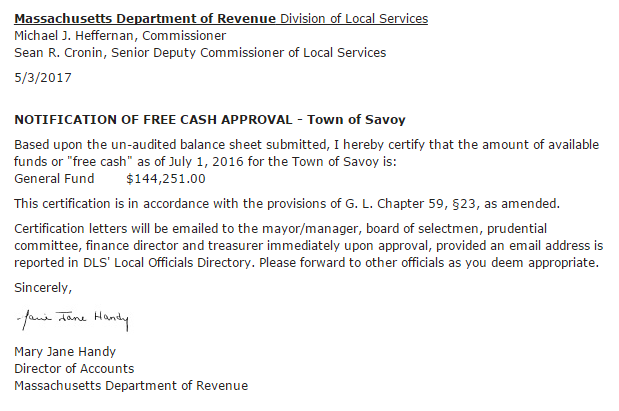 Massachusetts Department of Revenue Division of Local Services
Michael J. Heffernan, Commissioner
Sean R. Cronin, Senior Deputy Commissioner of Local Services
5/3/2017
NOTIFICATION OF FREE CASH APPROVAL - Town of Savoy
Based upon the un-audited balance sheet submitted, I hereby certify that the amount of available
funds or "free cash" as of July 1, 2016 for the Town of Savoy is:
General Fund $144,251.00
This certification is in accordance with the provisions of G. L. Chapter 59, §23, as amended.
Certification letters will be emailed to the mayor/manager, board of selectmen, prudential
committee, finance director and treasurer immediately upon approval, provided an email address is
reported in DLS' Local Officials Directory. Please forward to other officials as you deem appropriate.
Sincerely,
Jane Handy
Mary Jane Handy
Director of Accounts
Massachusetts Department of Revenue